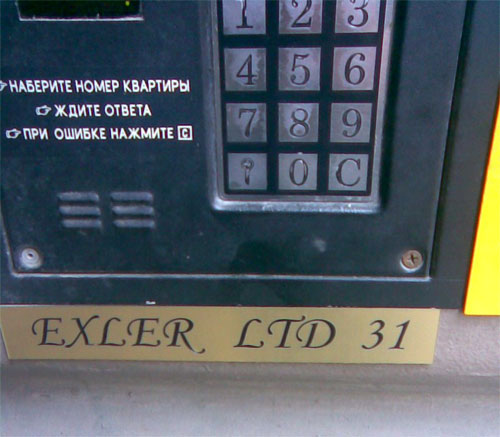 1 2 3
4 5 6
7 8 9
0 C
НАБЕРИТЕ НОМЕР КВАРТИРЫ
ЖДИТЕ ОТВЕТА
ПРИ ОШИБКЕ НАЖМИТЕ C
EXLER LTD 31